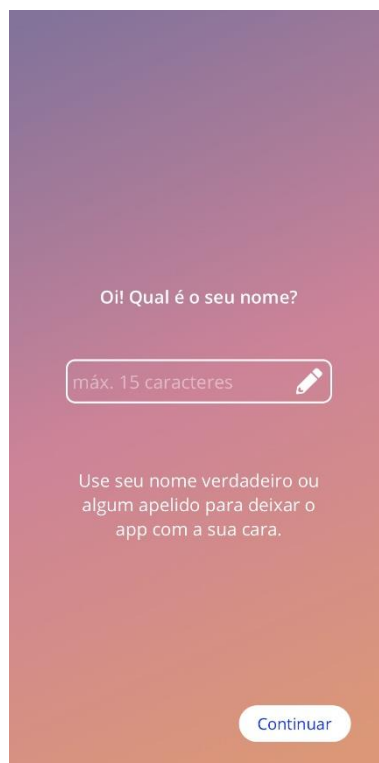 Oi! Qual é o seu nome?
máx. 15 caracteres
Use seu nome verdadeiro ou
algum apelido para deixar o
app com a sua cara.
Continuar